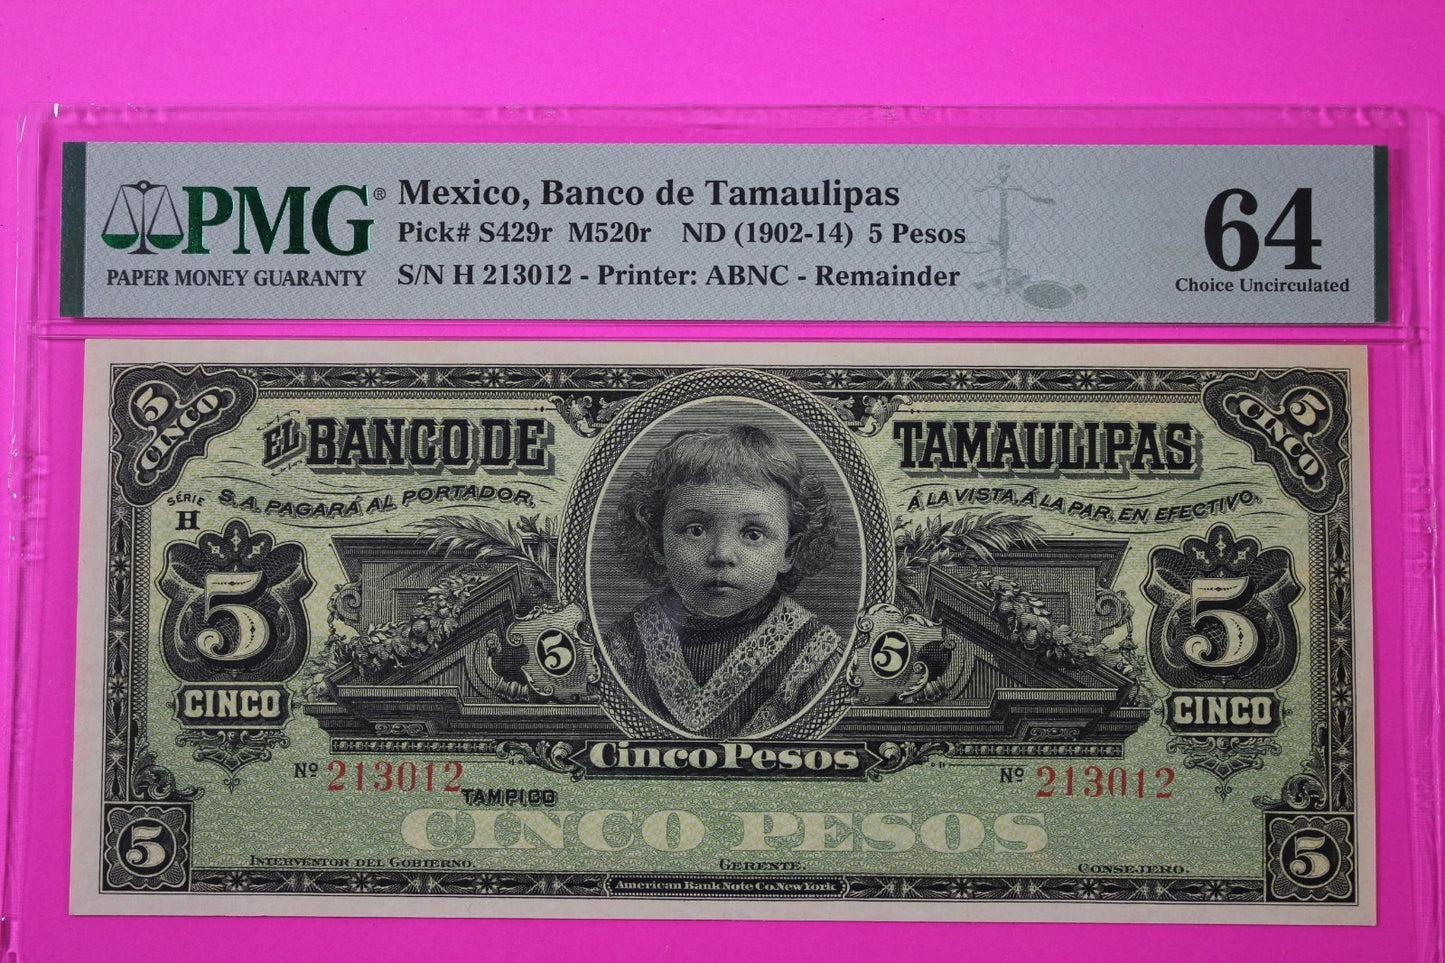 PMG®
PAPER MONEY GUARANTY
Mexico, Banco de Tamaulipas
Pick# S429r M520r ND (1902-14) 5 Pesos
S/N H 213012 - Printer: ABNC - Remainder
64
Choice Uncirculated
5 CINCO
5 CINCO
EL BANCO DE TAMAULIPAS
S.A. PAGARÁ AL PORTADOR, Á LA VISTA, Á LA PAR, EN EFECTIVO.
SÉRIE
H
5
5
5
5
CINCO
CINCO
Cinco Pesos
Nº 213012
Nº 213012
TAMPICO
CINCO PESOS
5
5
INTERVENTOR DEL GOBIERNO.
GERENTE.
CONSEJERO.
American Bank Note Co. New York